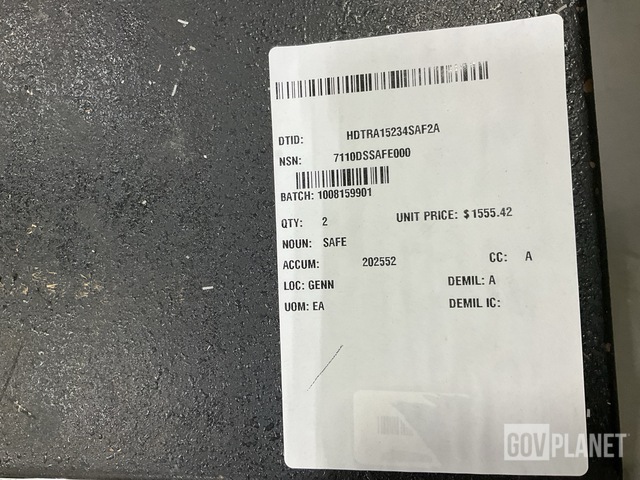 DTID: HDTRA15234SAF2A
NSN: 7110DSSAFE000
BATCH: 1008159901
QTY: 2 UNIT PRICE: $1555.42
NOUN: SAFE
ACCUM: 202552 CC: A
LOC: GENN DEMIL: A
UOM: EA DEMIL IC:
GOVPLANET